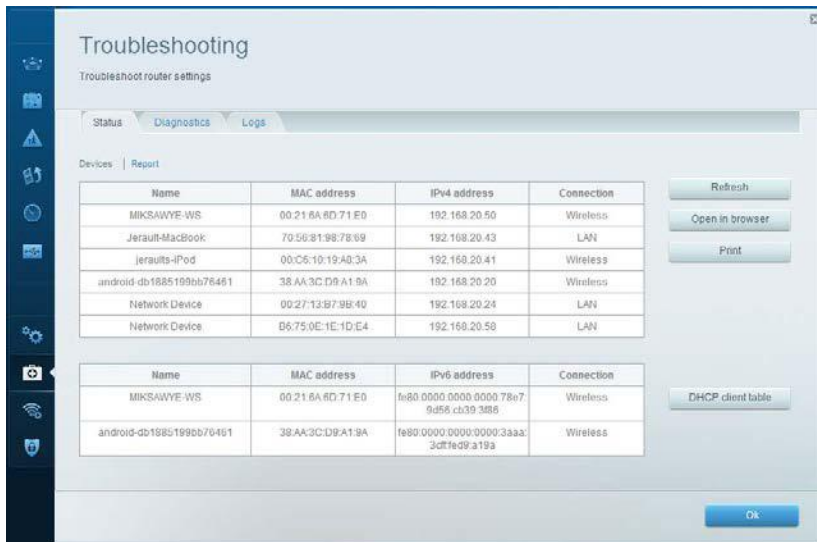 Troubleshooting
Troubleshoot router settings
Status Diagnostics Logs
Devices | Report
Name MAC address IPv4 address Connection
MIKSAWYE-WS 00:21:6A:6D:71:E0 192.168.20.50 Wireless
Jerault-MacBook 70:56:81:98:78:69 192.168.20.43 LAN
jeraults-iPod 00:C6:10:19:A0:3A 192.168.20.41 Wireless
android-db1885199bb76461 38:AA:3C:D9:A1:9A 192.168.20.20 Wireless
Network Device 00:27:13:B7:9B:40 192.168.20.24 LAN
Network Device B6:75:0E:1E:1D:E4 192.168.20.58 LAN
Refresh
Open in browser
Print
Name MAC address IPv6 address Connection
MIKSAWYE-WS 00:21:6A:6D:71:E0 fe80:0000:0000:0000:78e7: Wireless
9d56:cb39:3f86
android-db1885199bb76461 38:AA:3C:D9:A1:9A fe80:0000:0000:0000:3aaa: Wireless
3cff:fed9:a19a
DHCP client table
Ok